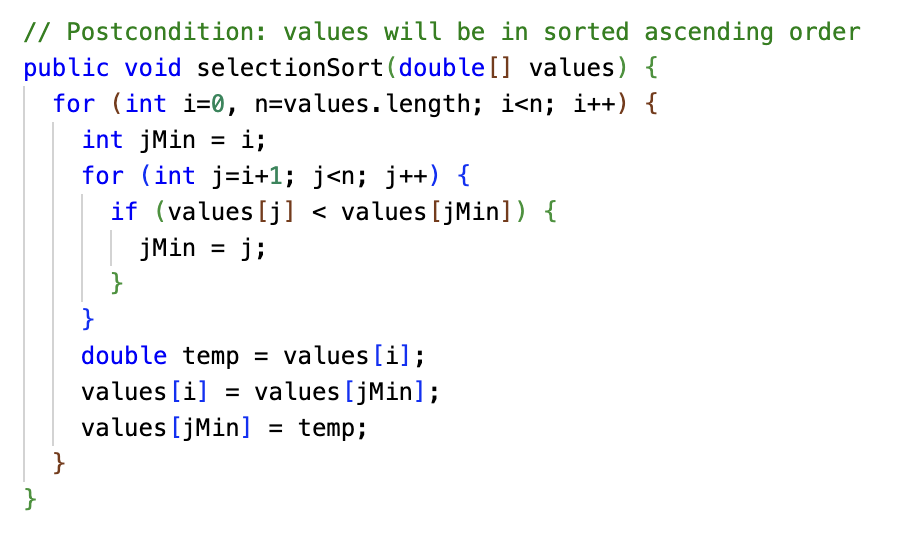 // Postcondition: values will be in sorted ascending order
public void selectionSort(double[] values) {
  for (int i=0, n=values.length; i<n; i++) {
    int jMin = i;
    for (int j=i+1; j<n; j++) {
      if (values[j] < values[jMin]) {
        jMin = j;
      }
    }
    double temp = values[i];
    values[i] = values[jMin];
    values[jMin] = temp;
  }
}